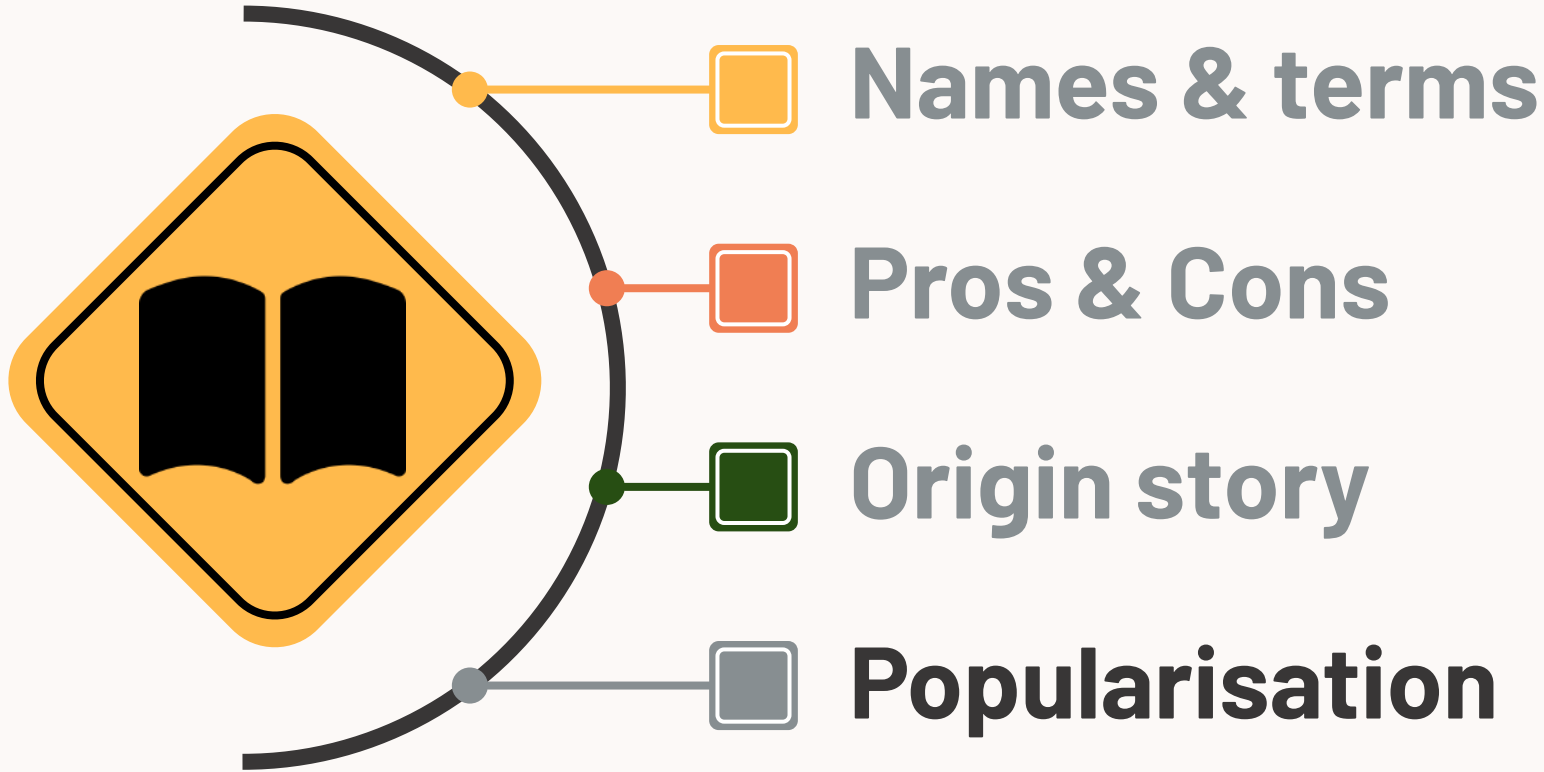 Names & terms
Pros & Cons
Origin story
Popularisation